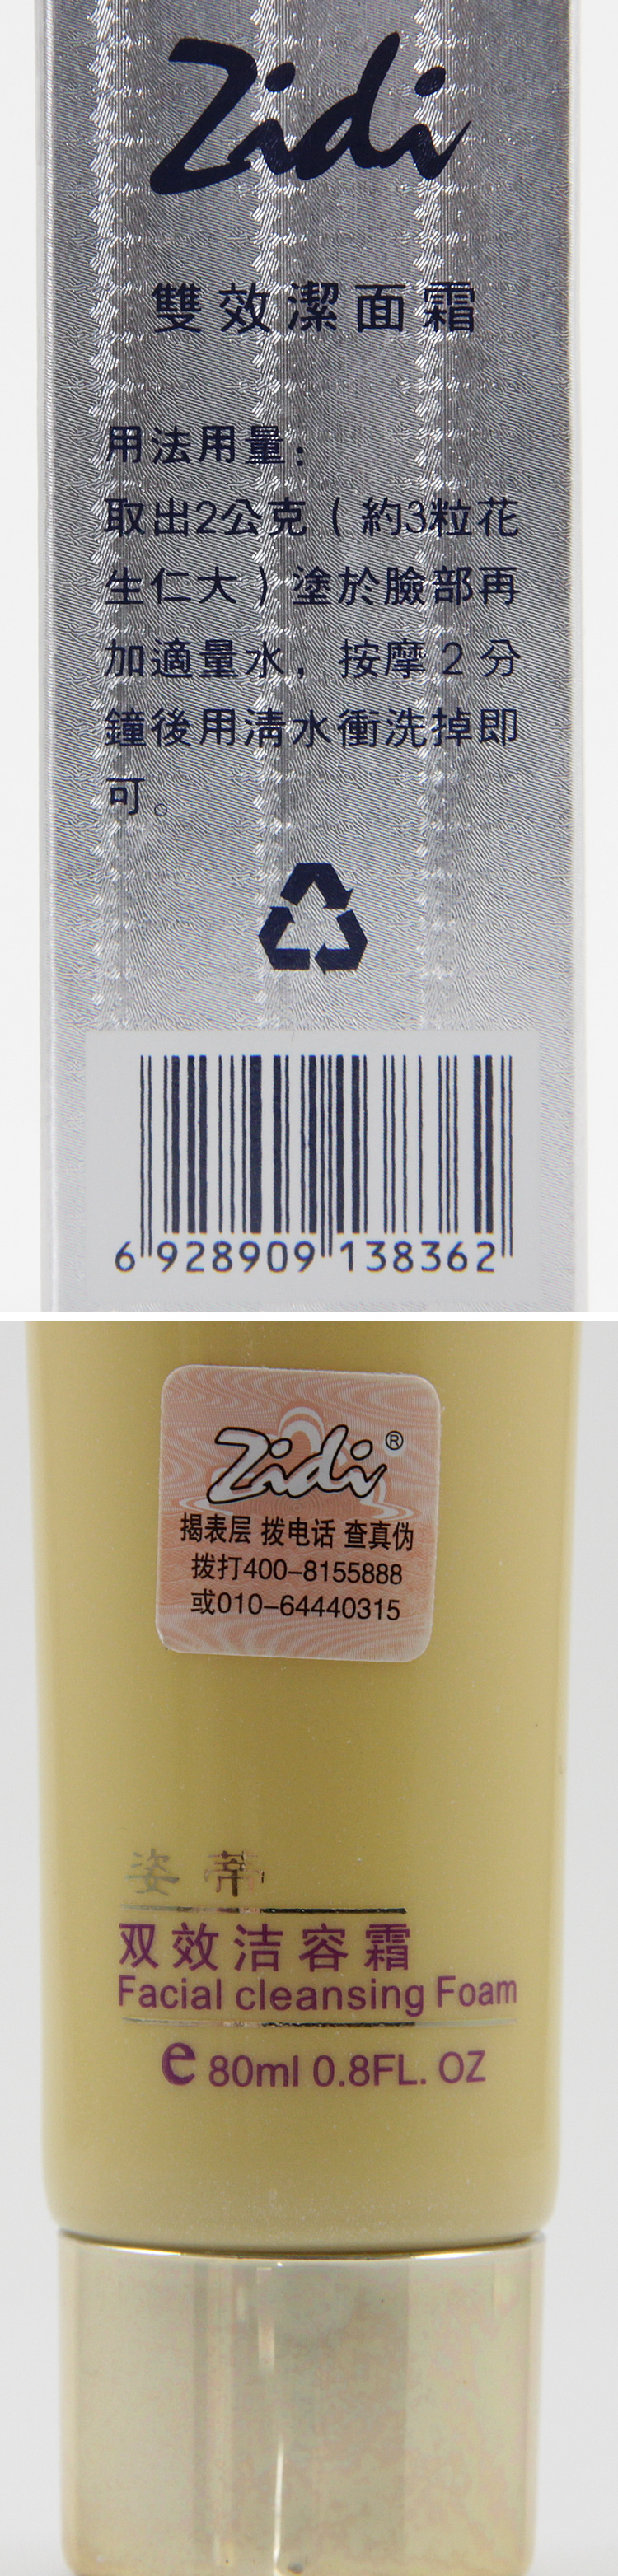 Zidi
雙效潔面霜
用法用量：
取出2公克（約3粒花
生仁大）塗於臉部再
加適量水，按摩2分
鐘後用清水衝洗掉即
可。
6 928909 138362
Zidi®
揭表层 拨电话 查真伪
拨打400-8155888
或010-64440315
姿蒂
双效洁容霜
Facial cleansing Foam
e 80ml 0.8FL. OZ